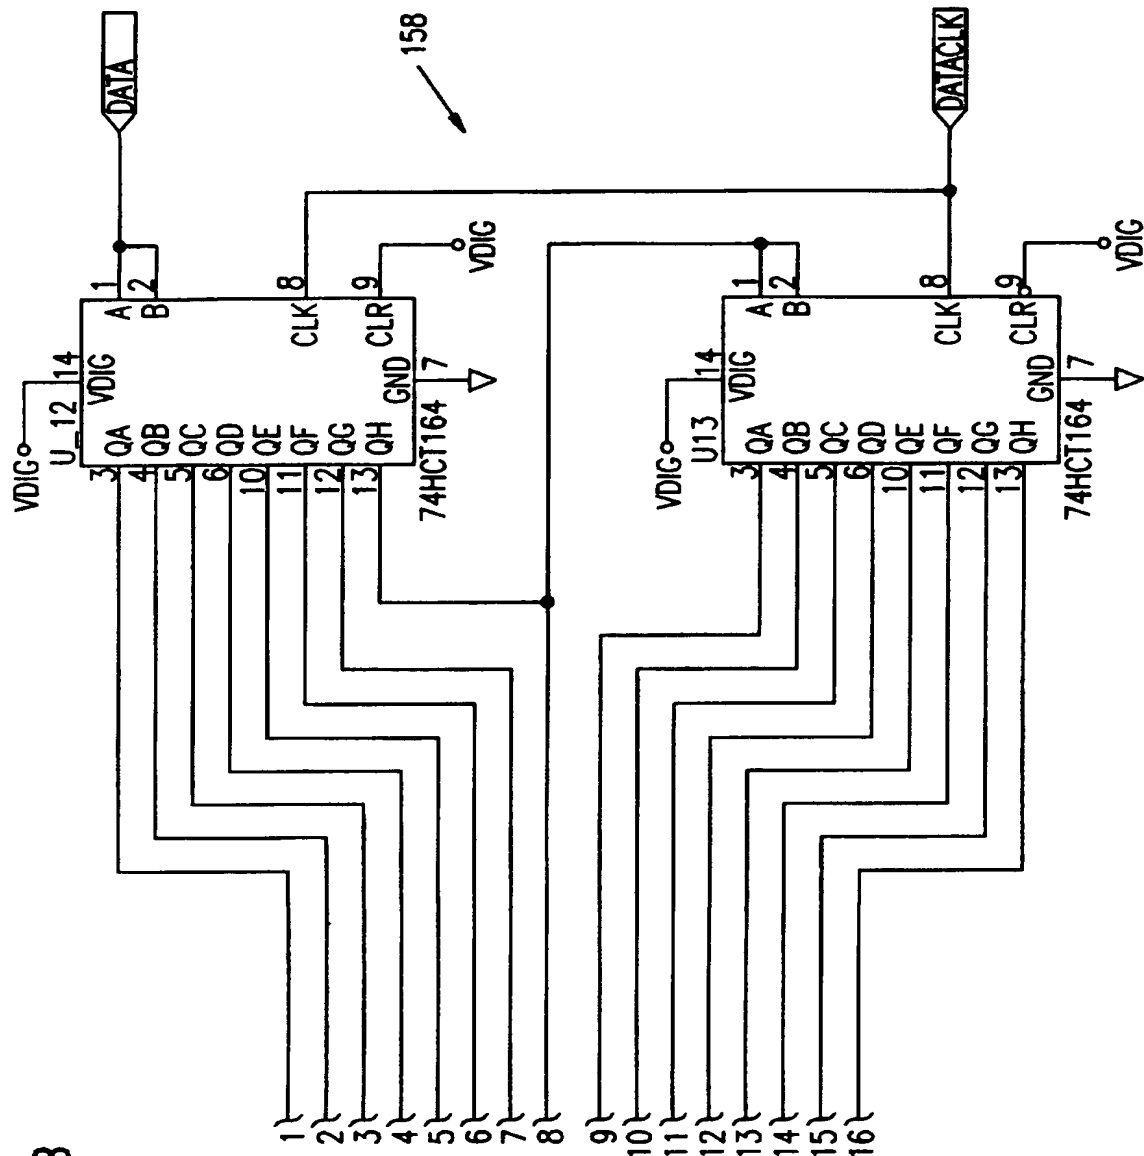 DATA
158
DATACLK
VDIG
U_12
14
VDIG
1
A
2
B
8
CLK
9
CLR
VDIG
GND
7
74HCT164
3 QA
4 QB
5 QC
6 QD
10 QE
11 QF
12 QG
13 QH
VDIG
U13
14
VDIG
1
A
2
B
8
CLK
9
CLR
VDIG
GND
7
74HCT164
3 QA
4 QB
5 QC
6 QD
10 QE
11 QF
12 QG
13 QH
1
2
3
4
5
6
7
8
9
10
11
12
13
14
15
16